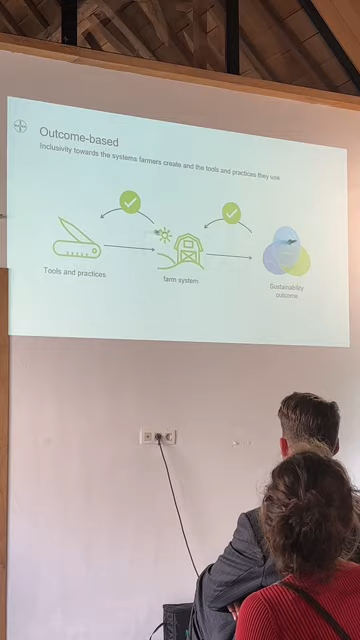 Outcome-based
Inclusivity towards the systems farmers create and the tools and practices they use
Tools and practices
farm system
Sustainability
outcome